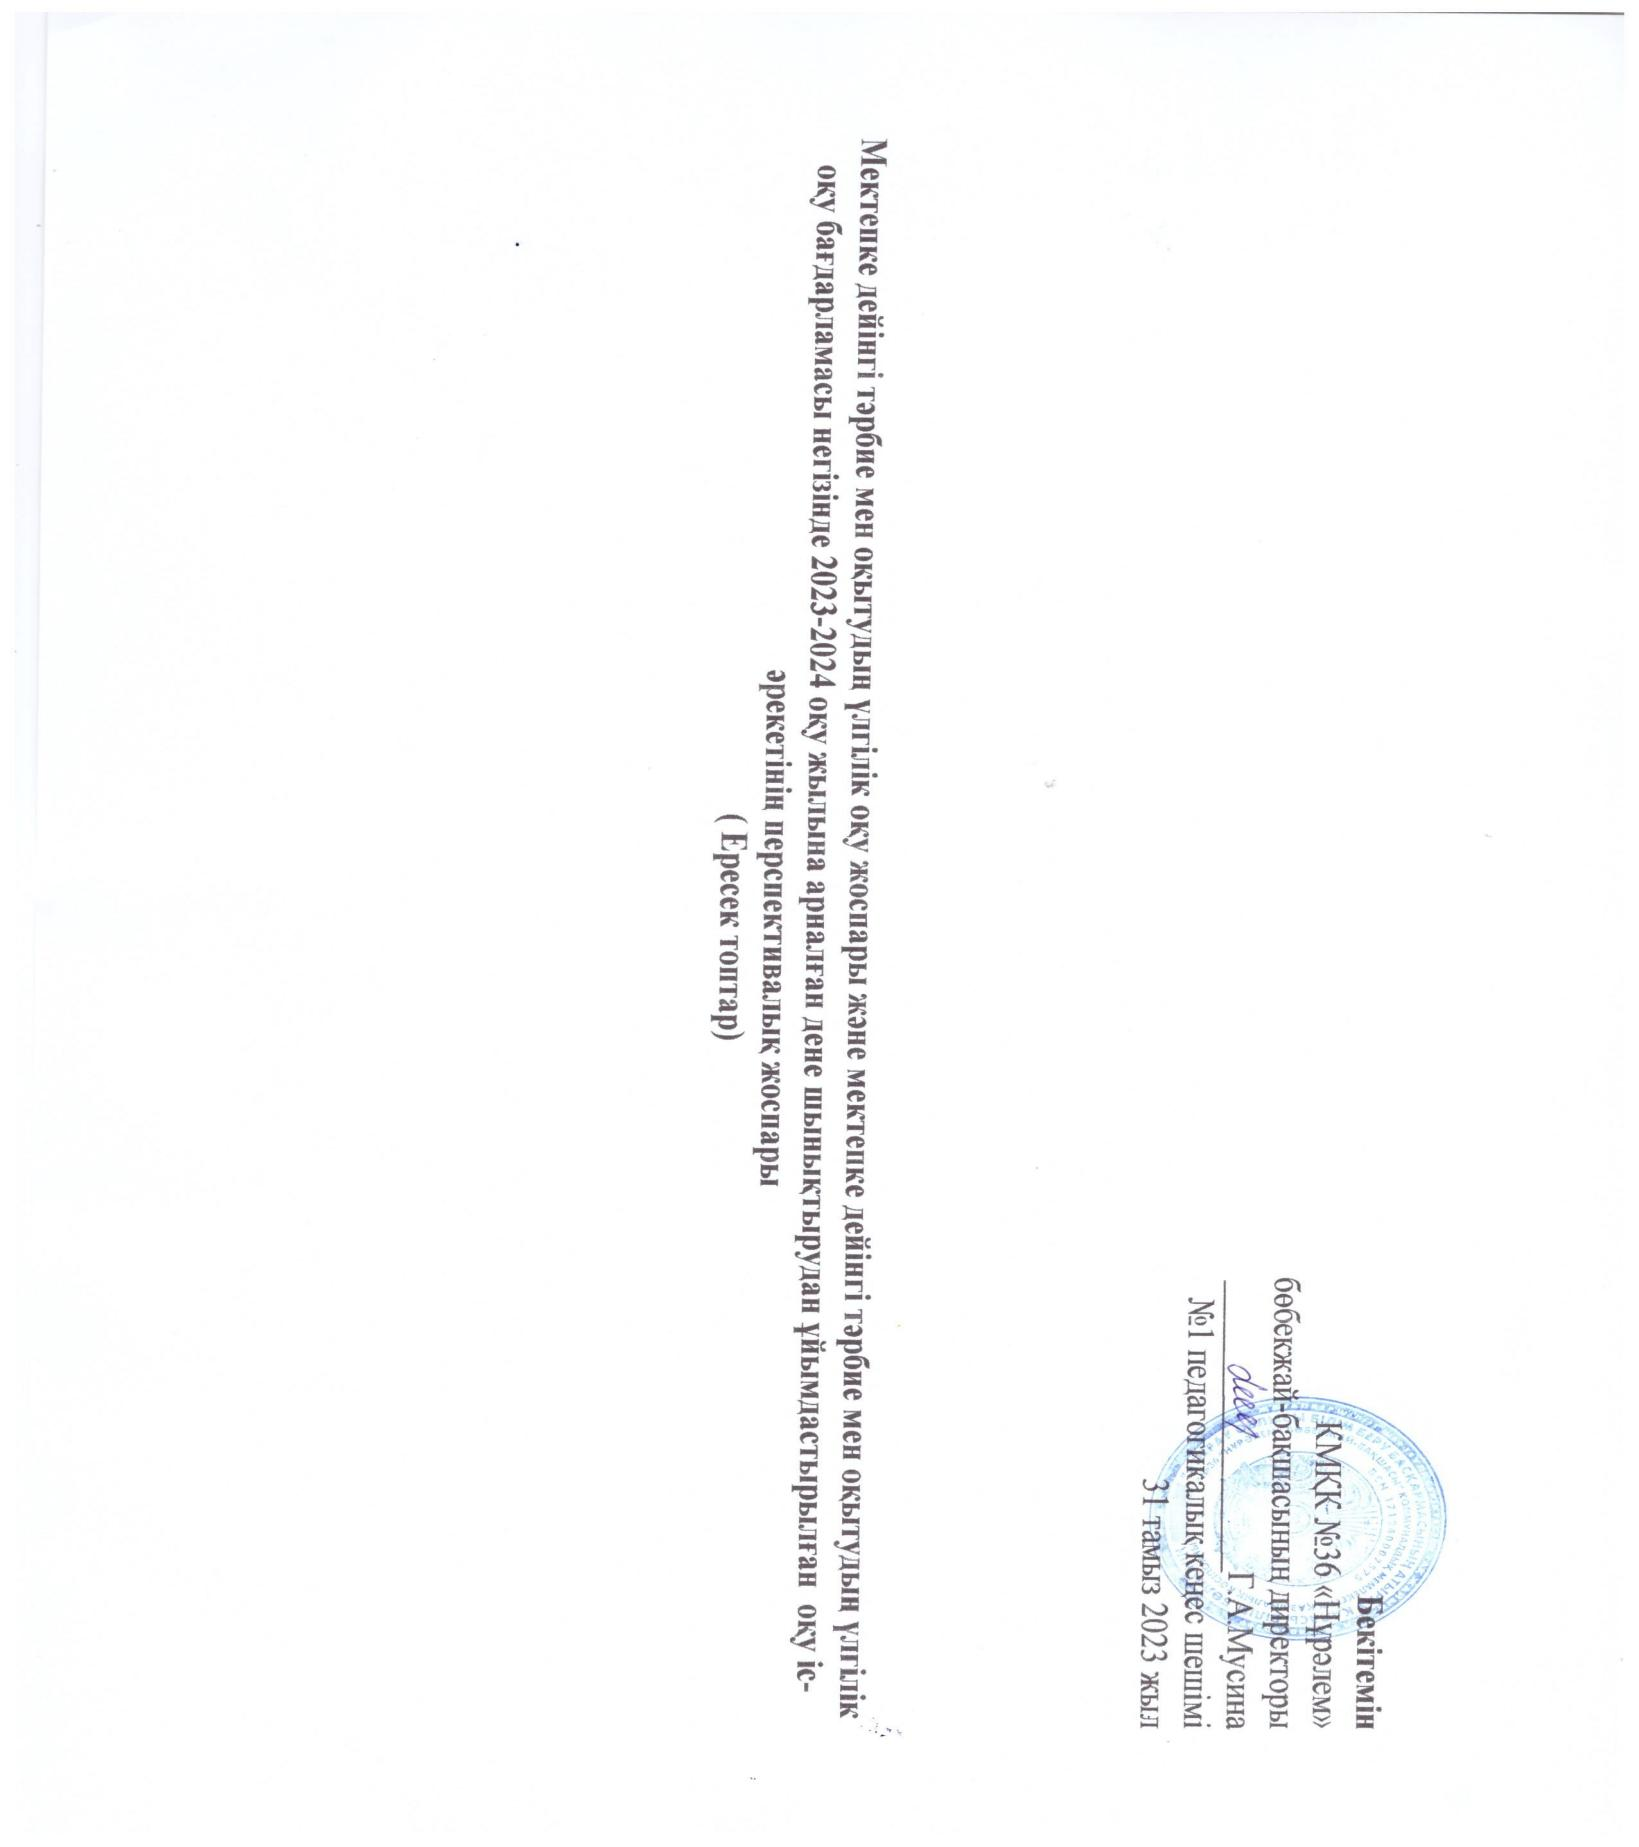 Бекітемін
КМҚК №36 «Нұрәлем»
бөбекжай-бақшасының директоры
Г.А.Мусина
№1 педагогикалық кеңес шешімі
31 тамыз 2023 жыл
Мектепке дейінгі тәрбие мен оқытудың үлгілік оқу жоспары және мектепке дейінгі тәрбие мен оқытудың үлгілік
оқу бағдарламасы негізінде 2023-2024 оқу жылына арналған дене шынықтырудан ұйымдастырылған оқу іс-
әрекетінің перспективалық жоспары
( Ересек топтар)